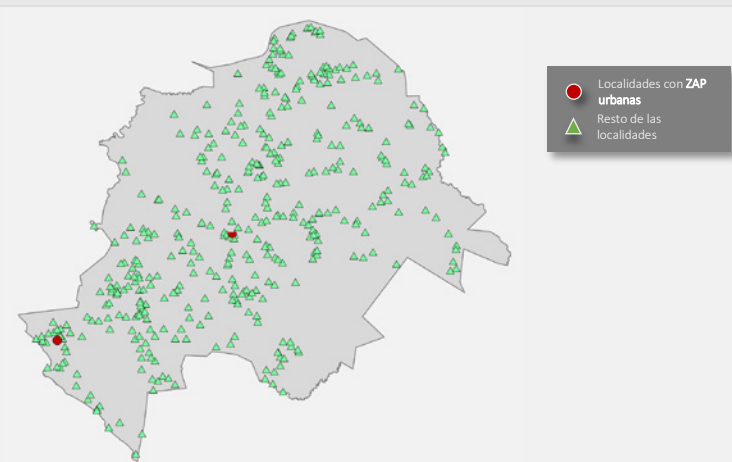 Localidades con ZAP
urbanas
Resto de las
localidades